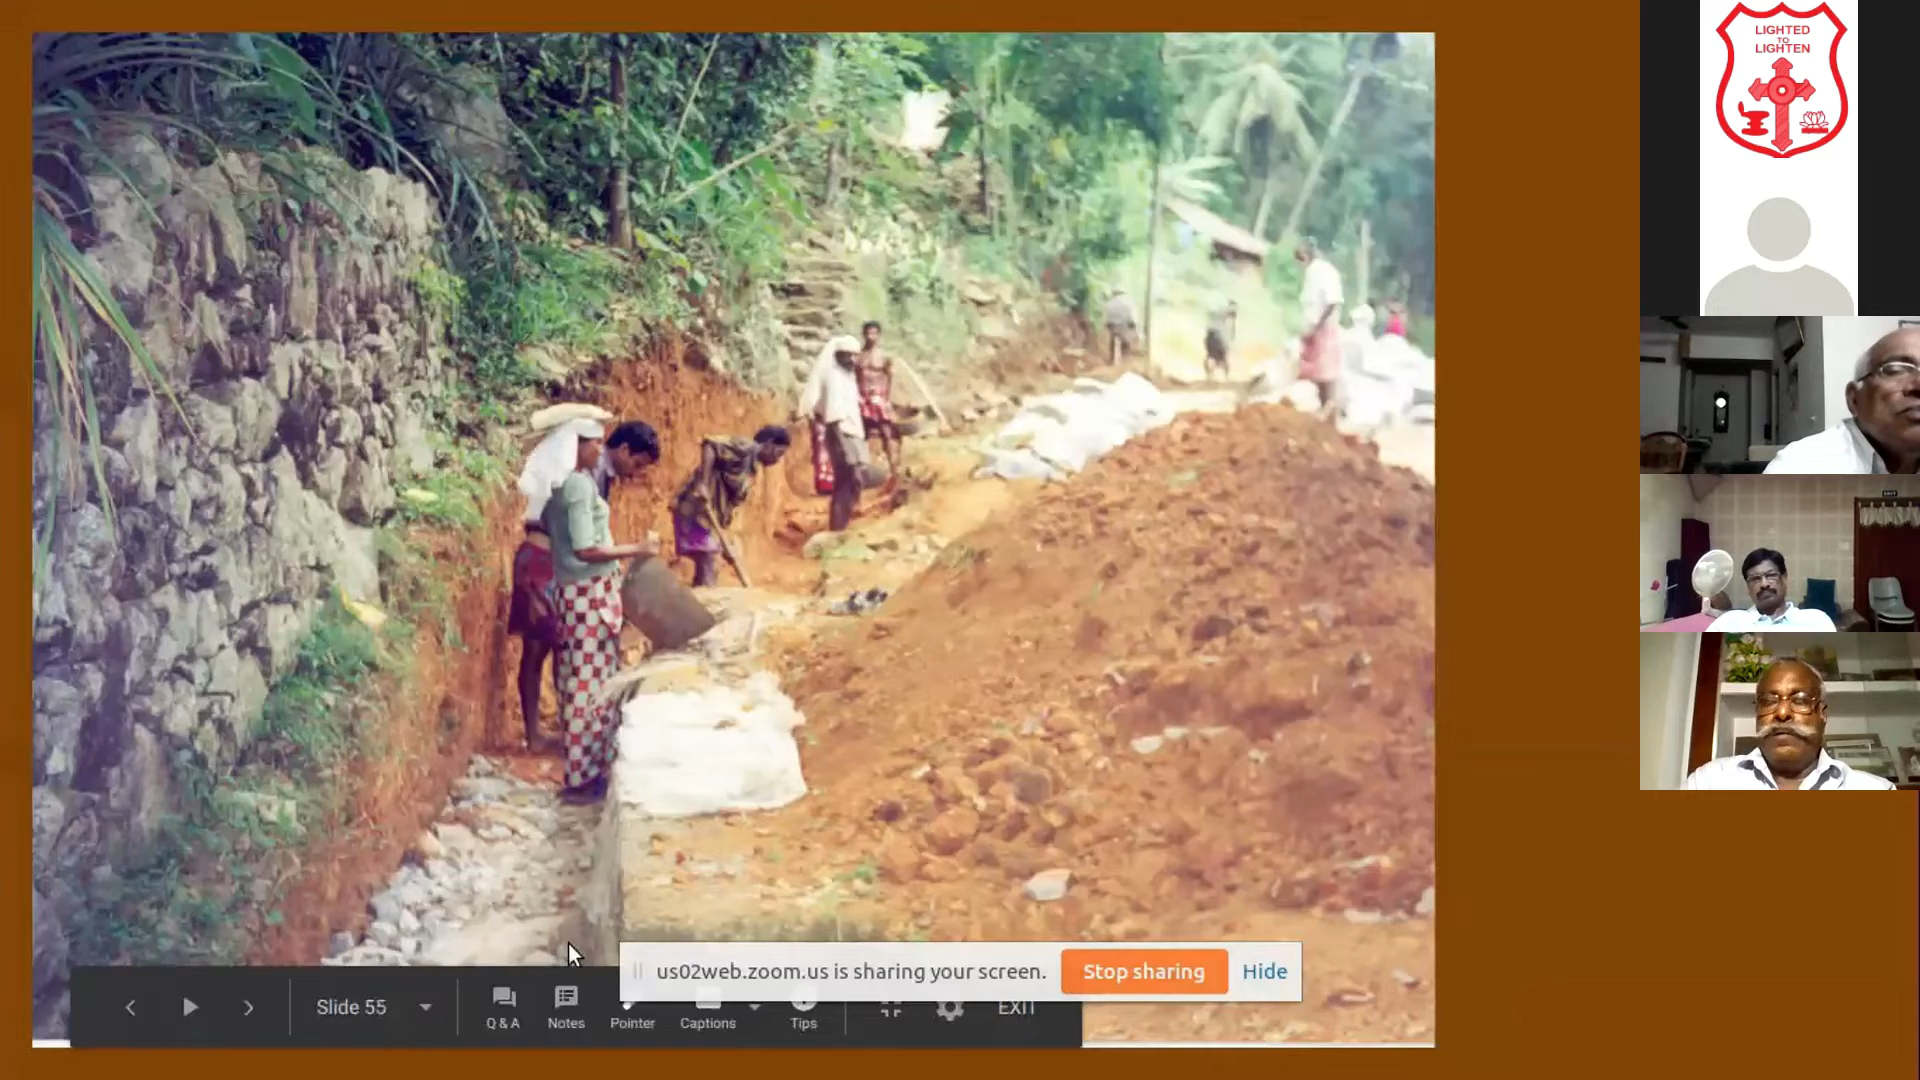 LIGHTED
TO
LIGHTEN
us02web.zoom.us is sharing your screen.
Stop sharing
Hide
Slide 55
Q & A
Notes
Pointer
Captions
Tips
EXIT